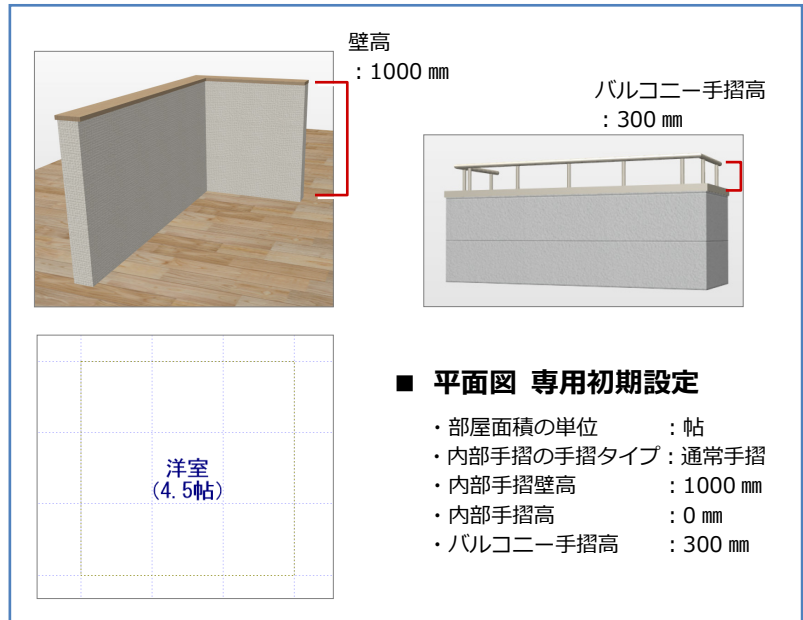 壁高
：1000 ㎜
バルコニー手摺高
：300 ㎜
洋室
(4.5帖)
■ 平面図 専用初期設定
・部屋面積の単位　　　：帖
・内部手摺の手摺タイプ：通常手摺
・内部手摺壁高　　　　：1000 ㎜
・内部手摺高　　　　　：0 ㎜
・バルコニー手摺高　　：300 ㎜